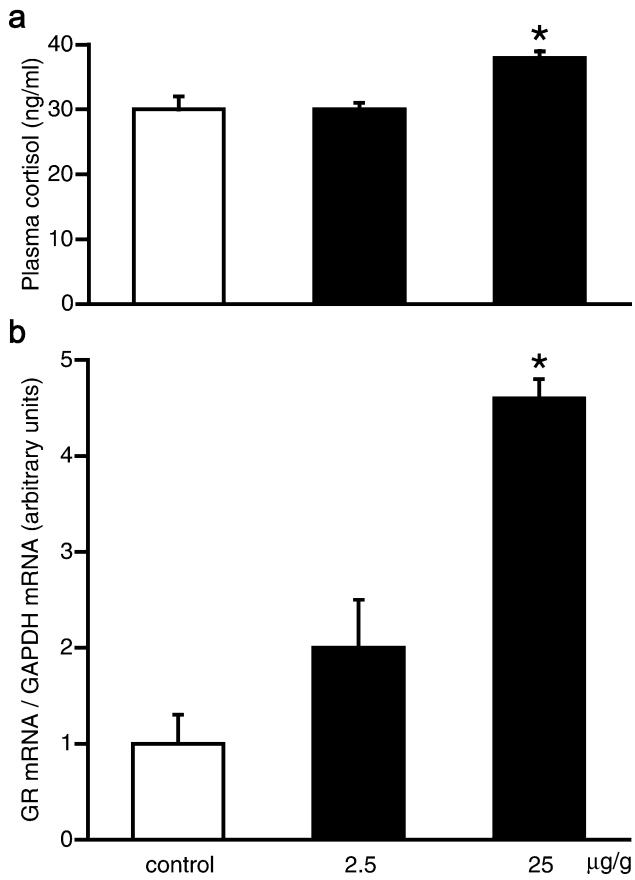 a
Plasma cortisol (ng/ml)
40
30
20
10
0
*
b
GR mRNA / GAPDH mRNA (arbitrary units)
5
4
3
2
1
0
*
control 2.5 25 µg/g